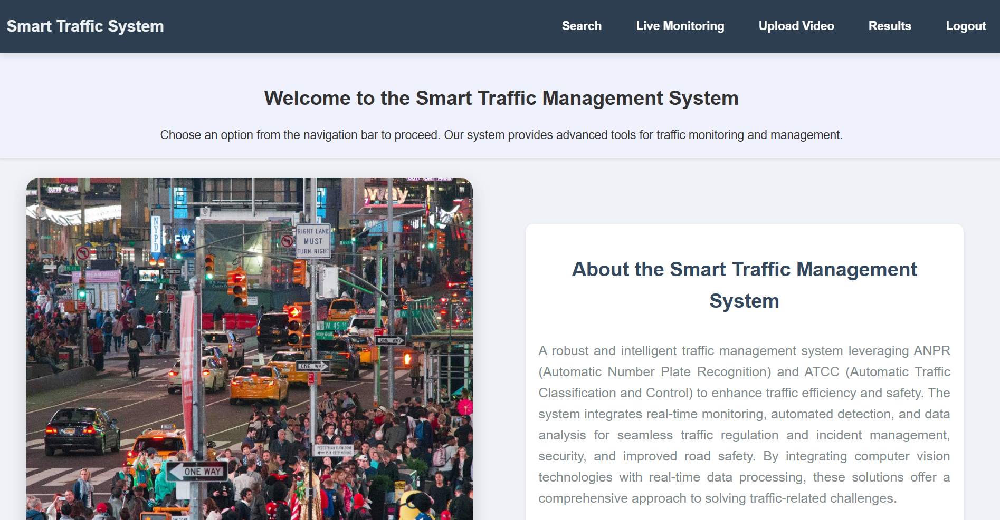 Smart Traffic System
Search
Live Monitoring
Upload Video
Results
Logout
Welcome to the Smart Traffic Management System
Choose an option from the navigation bar to proceed. Our system provides advanced tools for traffic monitoring and management.
NYPD
RIGHT LANE
MUST
TURN RIGHT
W 45 St
ONE WAY
ONE WAY
PEDESTRIAN FLOW ZONE
KEEP MOVING
ONE WAY
About the Smart Traffic Management
System
A robust and intelligent traffic management system leveraging ANPR
(Automatic Number Plate Recognition) and ATCC (Automatic Traffic
Classification and Control) to enhance traffic efficiency and safety. The
system integrates real-time monitoring, automated detection, and data
analysis for seamless traffic regulation and incident management,
security, and improved road safety. By integrating computer vision
technologies with real-time data processing, these solutions offer a
comprehensive approach to solving traffic-related challenges.